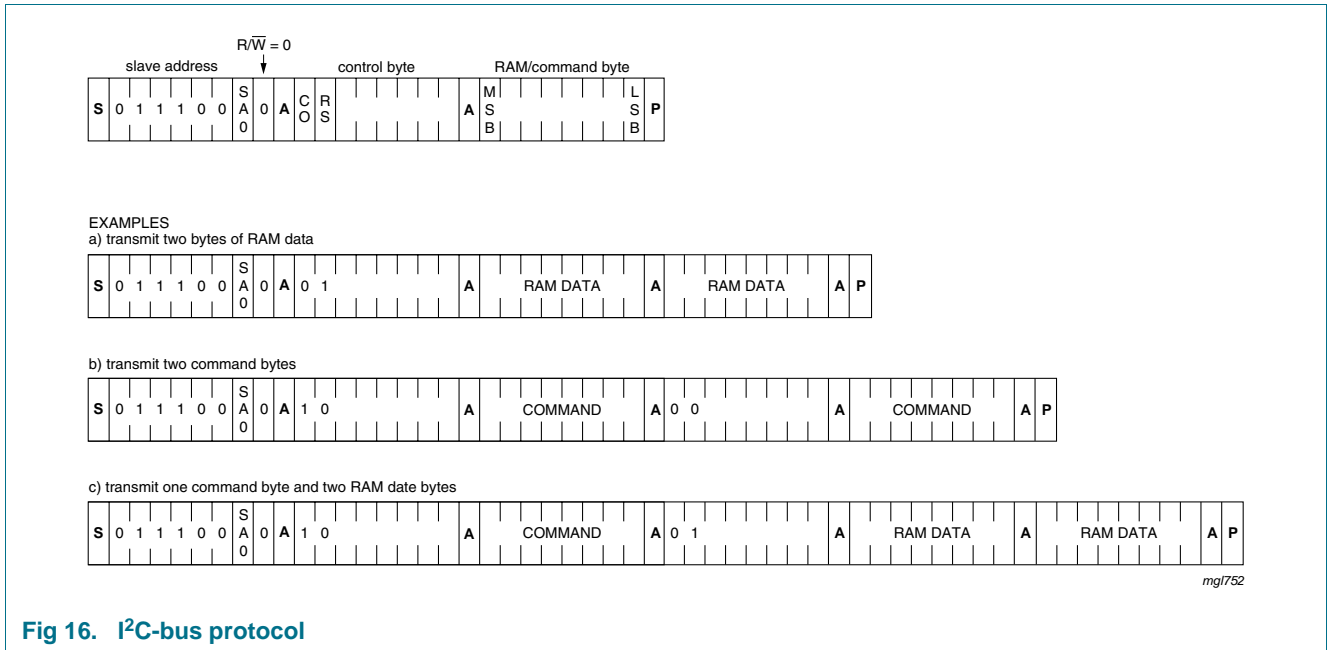 R/W̅ = 0
slave address control byte RAM/command byte
S 0 1 1 1 0 0 SA0 0 A CO RS A MSB LSB P
EXAMPLES
a) transmit two bytes of RAM data
S 0 1 1 1 0 0 SA0 0 A 0 1 A RAM DATA A RAM DATA A P
b) transmit two command bytes
S 0 1 1 1 0 0 SA0 0 A 1 0 A COMMAND A 0 0 A COMMAND A P
c) transmit one command byte and two RAM date bytes
S 0 1 1 1 0 0 SA0 0 A 1 0 A COMMAND A 0 1 A RAM DATA A RAM DATA A P
mgl752
Fig 16. I²C-bus protocol